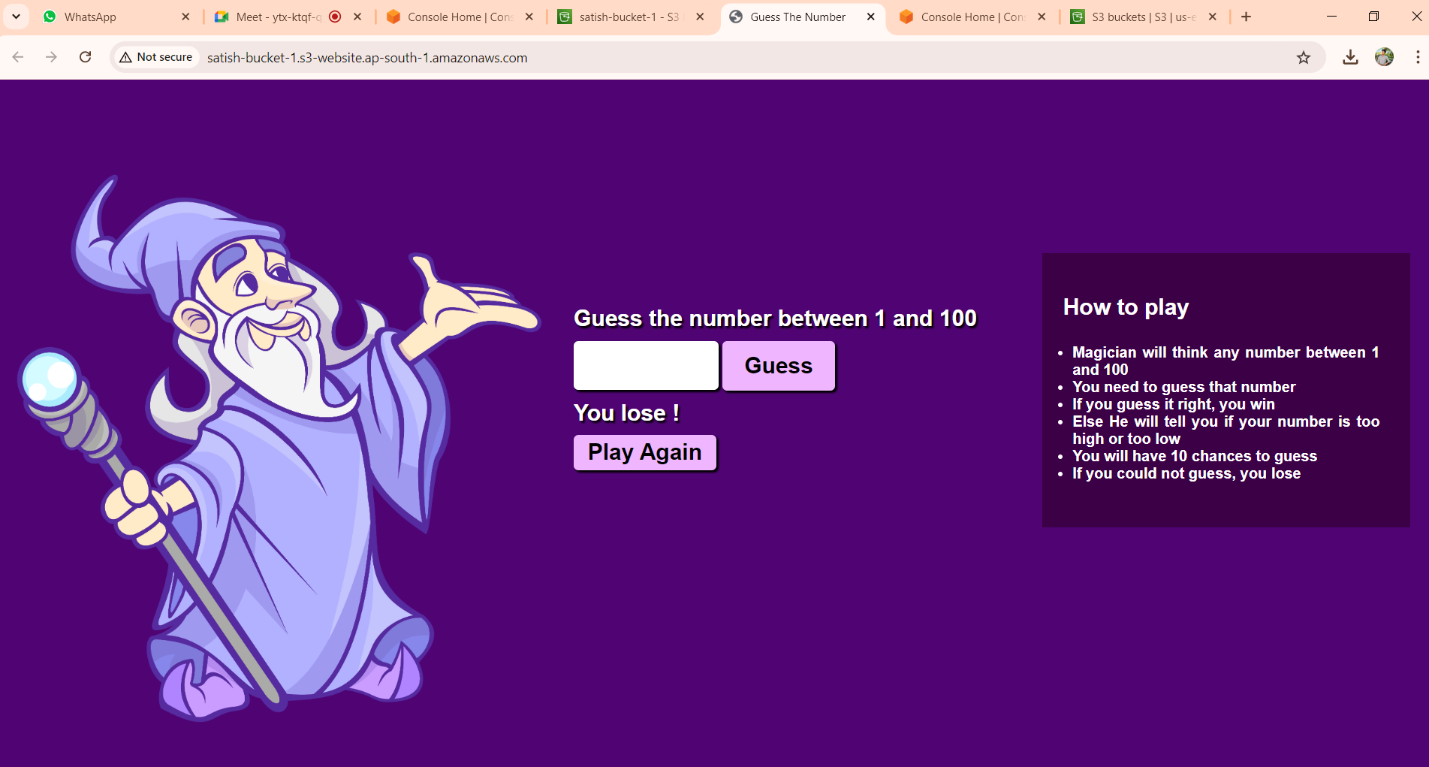 WhatsApp
Meet - ytx-ktqf-
Console Home | Con
satish-bucket-1 - S3
Guess The Number
Console Home | Con
S3 buckets | S3 | us-e
Not secure
satish-bucket-1.s3-website.ap-south-1.amazonaws.com
Guess the number between 1 and 100
Guess
You lose !
Play Again
How to play
• Magician will think any number between 1
and 100
• You need to guess that number
• If you guess it right, you win
• Else He will tell you if your number is too
high or too low
• You will have 10 chances to guess
• If you could not guess, you lose